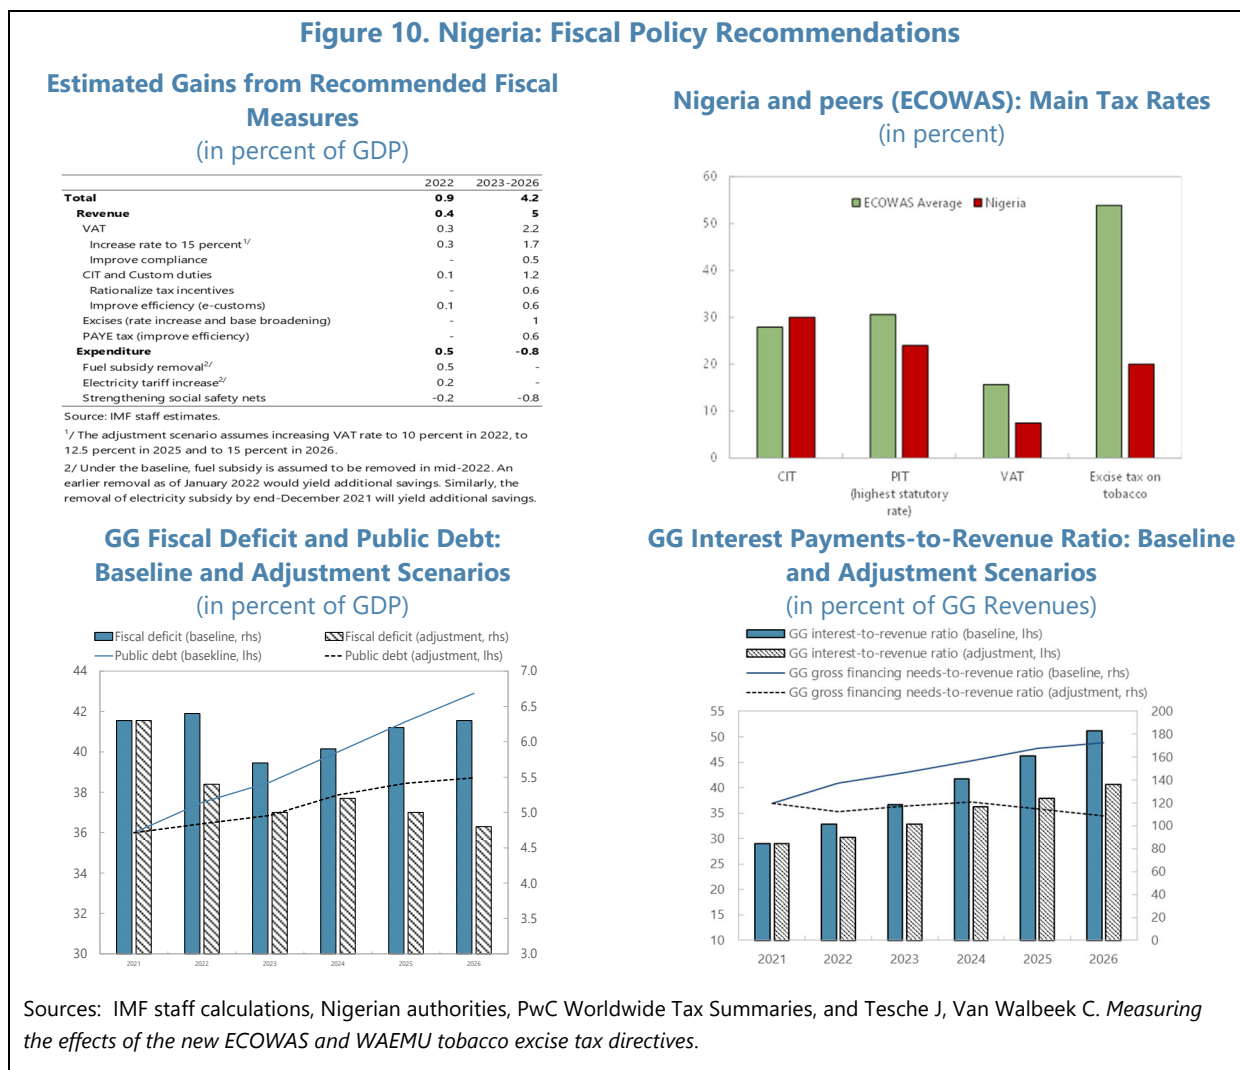 Figure 10. Nigeria: Fiscal Policy Recommendations
Estimated Gains from Recommended Fiscal
Measures
(in percent of GDP)
2022 2023-2026
Total 0.9 4.2
Revenue 0.4 5
VAT 0.3 2.2
Increase rate to 15 percent1/ 0.3 1.7
Improve compliance - 0.5
CIT and Custom duties 0.1 1.2
Rationalize tax incentives - 0.6
Improve efficiency (e-customs) 0.1 0.6
Excises (rate increase and base broadening) - 1
PAYE tax (improve efficiency) - 0.6
Expenditure 0.5 -0.8
Fuel subsidy removal2/ 0.5 -
Electricity tariff increase2/ 0.2 -
Strengthening social safety nets -0.2 -0.8
Source: IMF staff estimates.
1/ The adjustment scenario assumes increasing VAT rate to 10 percent in 2022, to
12.5 percent in 2025 and to 15 percent in 2026.
2/ Under the baseline, fuel subsidy is assumed to be removed in mid-2022. An
earlier removal as of January 2022 would yield additional savings. Similarly, the
removal of electricity subsidy by end-December 2021 will yield additional savings.
Nigeria and peers (ECOWAS): Main Tax Rates
(in percent)
ECOWAS Average Nigeria
60
50
40
30
20
10
0
CIT PIT VAT Excise tax on
(highest statutory tobacco
rate)
GG Fiscal Deficit and Public Debt:
Baseline and Adjustment Scenarios
(in percent of GDP)
Fiscal deficit (baseline, rhs) Fiscal deficit (adjustment, rhs)
Public debt (basekline, lhs) Public debt (adjustment, lhs)
44 7.0
42 6.5
40 6.0
38 5.5
36 5.0
34 4.5
32 4.0
30 3.5
3.0
2021 2022 2023 2024 2025 2026
GG Interest Payments-to-Revenue Ratio: Baseline
and Adjustment Scenarios
(in percent of GG Revenues)
GG interest-to-revenue ratio (baseline, lhs)
GG interest-to-revenue ratio (adjustment, lhs)
GG gross financing needs-to-revenue ratio (baseline, rhs)
GG gross financing needs-to-revenue ratio (adjustment, rhs)
55 200
50 180
45 160
40 140
35 120
30 100
25 80
20 60
15 40
10 20
0
2021 2022 2023 2024 2025 2026
Sources: IMF staff calculations, Nigerian authorities, PwC Worldwide Tax Summaries, and Tesche J, Van Walbeek C. Measuring
the effects of the new ECOWAS and WAEMU tobacco excise tax directives.